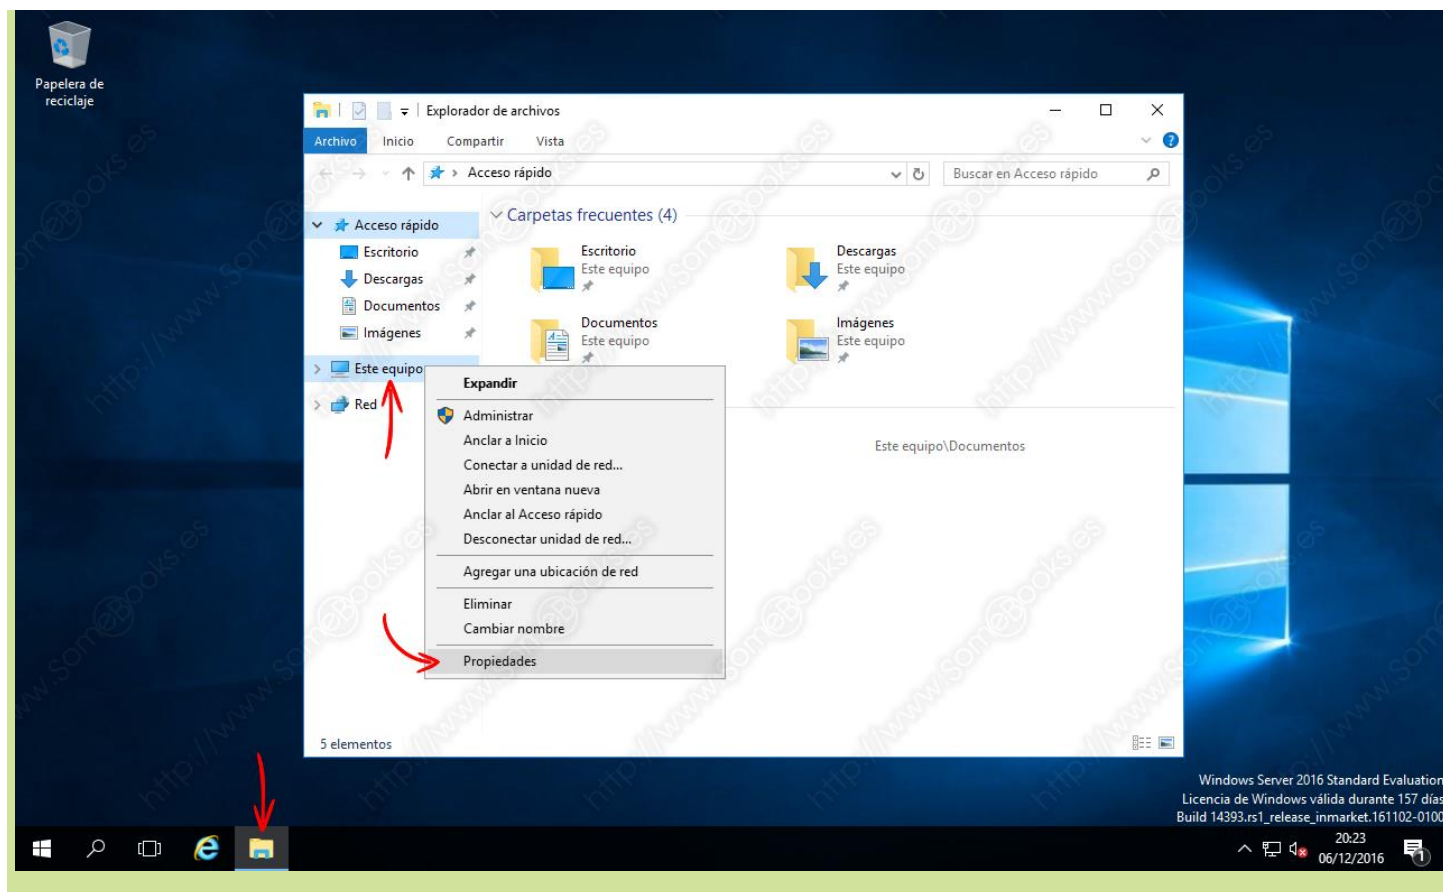 Papelera de
reciclaje
Explorador de archivos
Archivo
Inicio
Compartir
Vista
Acceso rápido
Buscar en Acceso rápido
Acceso rápido
Escritorio
Descargas
Documentos
Imágenes
Este equipo
Red
Carpetas frecuentes (4)
Escritorio
Este equipo
Descargas
Este equipo
Documentos
Este equipo
Imágenes
Este equipo
Este equipo\Documentos
Expandir
Administrar
Anclar a Inicio
Conectar a unidad de red...
Abrir en ventana nueva
Anclar al Acceso rápido
Desconectar unidad de red...
Agregar una ubicación de red
Eliminar
Cambiar nombre
Propiedades
5 elementos
Windows Server 2016 Standard Evaluation
Licencia de Windows válida durante 157 días
Build 14393.rs1_release_inmarket.161102-0100
20:23
06/12/2016
1
http://www.SomeBooks.es